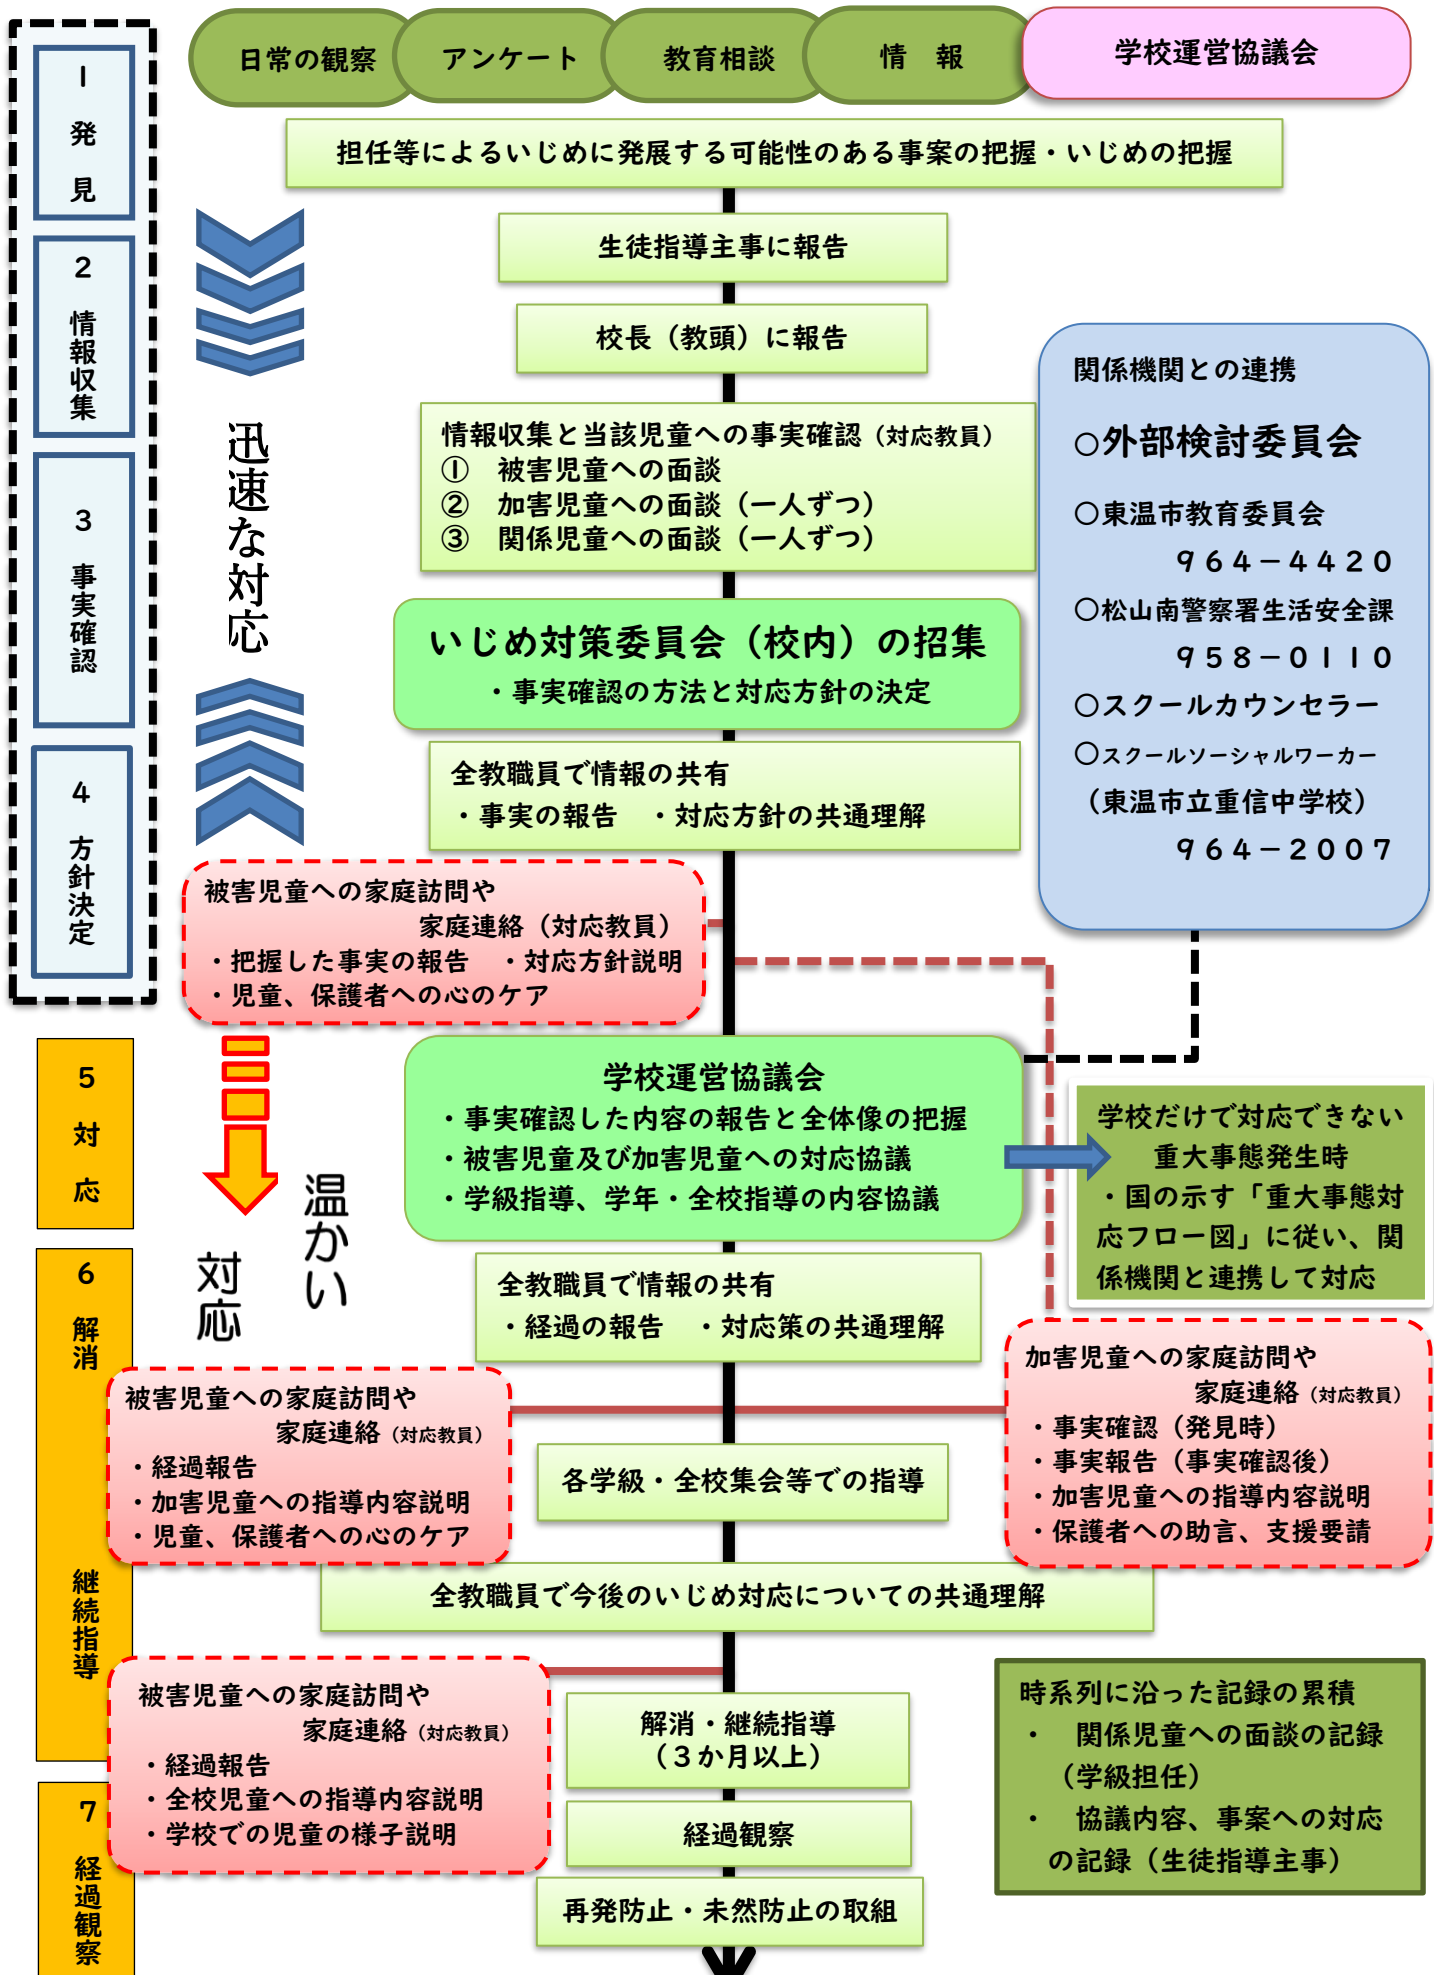 日常の観察
アンケート
教育相談
情　報
学校運営協議会
1　発　見
2　情報収集
3　事実確認
4　方針決定
5　対　応
6　解消　継続指導
7　経過観察
迅速な対応
温かい
対応
担任等によるいじめに発展する可能性のある事案の把握・いじめの把握
生徒指導主事に報告
校長（教頭）に報告
情報収集と当該児童への事実確認（対応教員）
①　被害児童への面談
②　加害児童への面談（一人ずつ）
③　関係児童への面談（一人ずつ）
いじめ対策委員会（校内）の招集
・事実確認の方法と対応方針の決定
全教職員で情報の共有
・事実の報告　・対応方針の共通理解
関係機関との連携
○外部検討委員会
○東温市教育委員会
９６４－４４２０
○松山南警察署生活安全課
９５８－０１１０
○スクールカウンセラー
○スクールソーシャルワーカー
（東温市立重信中学校）
９６４－２００７
被害児童への家庭訪問や
家庭連絡（対応教員）
・把握した事実の報告　・対応方針説明
・児童、保護者への心のケア
学校運営協議会
・事実確認した内容の報告と全体像の把握
・被害児童及び加害児童への対応協議
・学級指導、学年・全校指導の内容協議
学校だけで対応できない
重大事態発生時
・国の示す「重大事態対
応フロー図」に従い、関
係機関と連携して対応
全教職員で情報の共有
・経過の報告　・対応策の共通理解
被害児童への家庭訪問や
家庭連絡（対応教員）
・経過報告
・加害児童への指導内容説明
・児童、保護者への心のケア
加害児童への家庭訪問や
家庭連絡（対応教員）
・事実確認（発見時）
・事実報告（事実確認後）
・加害児童への指導内容説明
・保護者への助言、支援要請
各学級・全校集会等での指導
全教職員で今後のいじめ対応についての共通理解
被害児童への家庭訪問や
家庭連絡（対応教員）
・経過報告
・全校児童への指導内容説明
・学校での児童の様子説明
解消・継続指導
（３か月以上）
経過観察
再発防止・未然防止の取組
時系列に沿った記録の累積
・　関係児童への面談の記録
（学級担任）
・　協議内容、事案への対応
の記録（生徒指導主事）